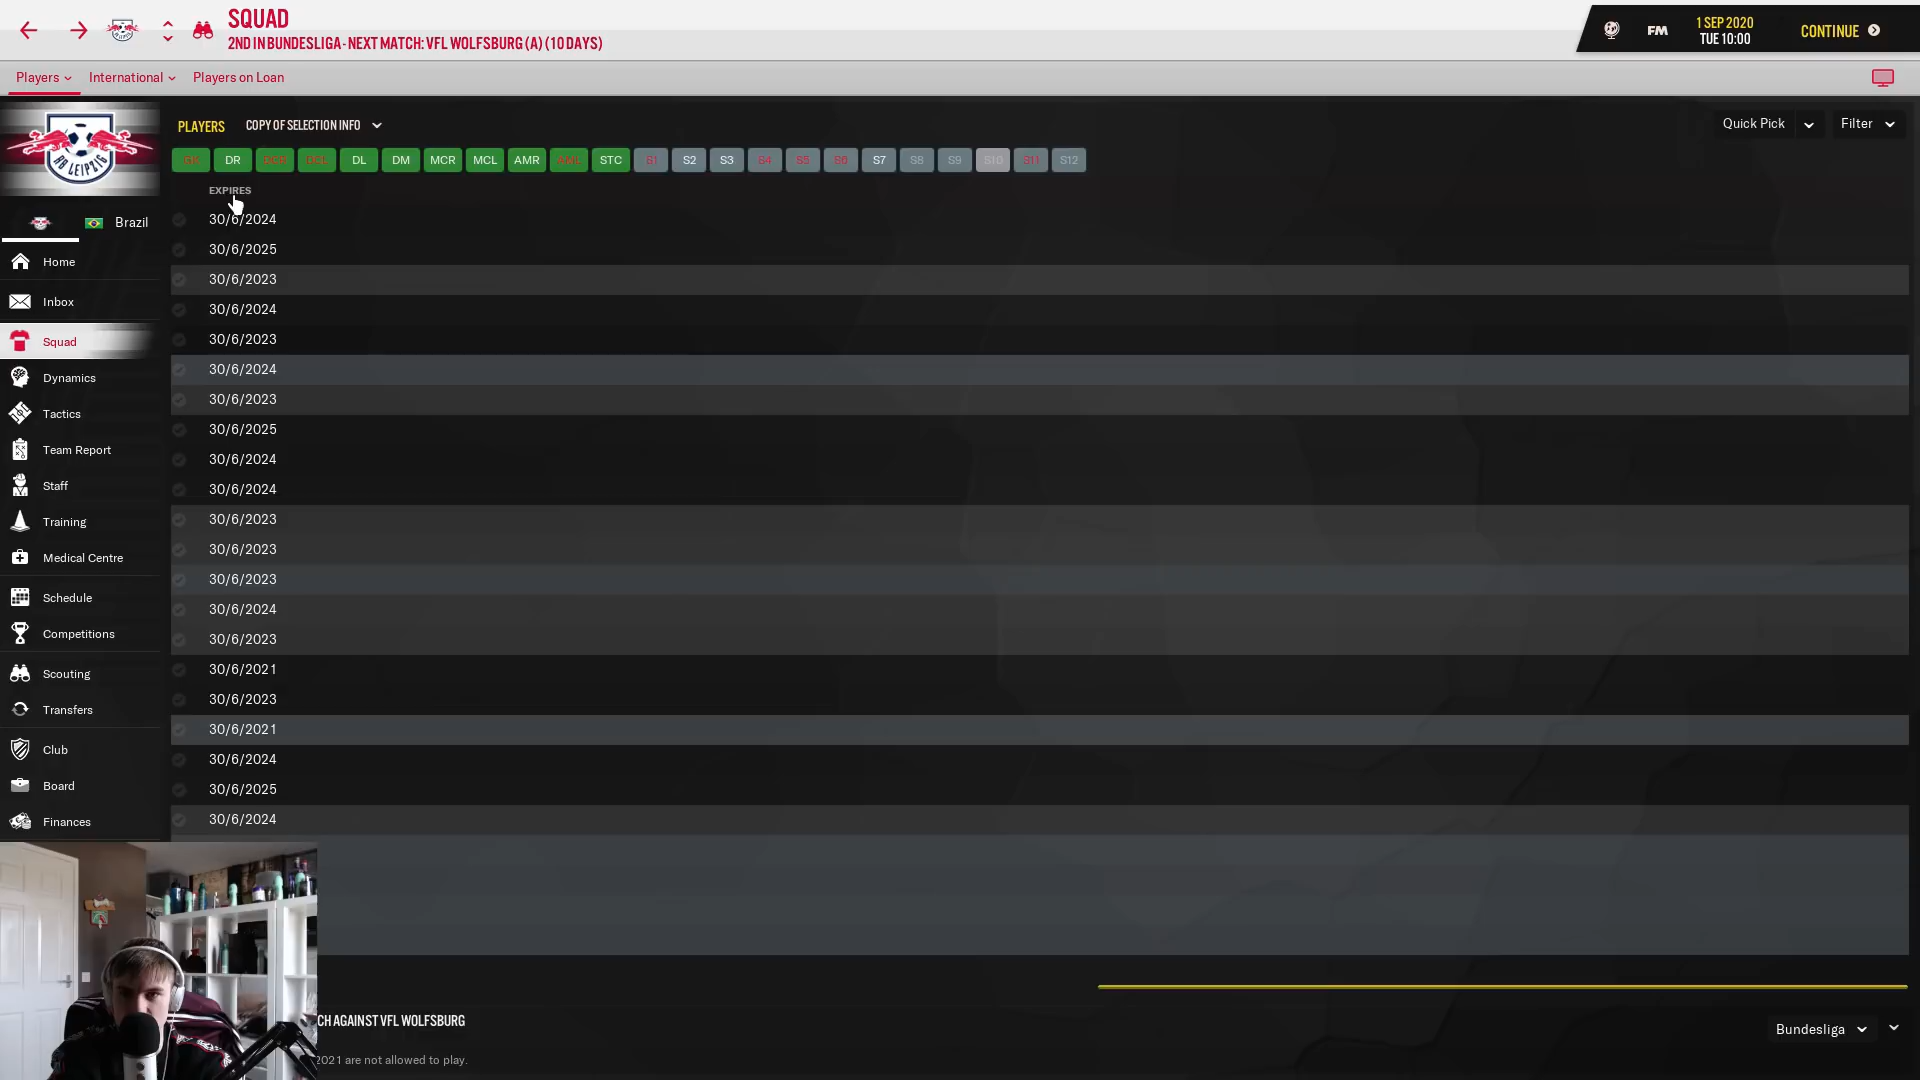 SQUAD
2ND IN BUNDESLIGA - NEXT MATCH: VFL WOLFSBURG (A) (10 DAYS)
FM
1 SEP 2020
TUE 10:00
CONTINUE
Players
International
Players on Loan
RB LEIPZIG
PLAYERS
COPY OF SELECTION INFO
Quick Pick
Filter
GK DR DCR DCL DL DM MCR MCL AMR AML STC S1 S2 S3 S4 S5 S6 S7 S8 S9 S10 S11 S12
EXPIRES
30/6/2024
30/6/2025
30/6/2023
30/6/2024
30/6/2023
30/6/2024
30/6/2023
30/6/2025
30/6/2024
30/6/2024
30/6/2023
30/6/2023
30/6/2023
30/6/2024
30/6/2023
30/6/2021
30/6/2023
30/6/2021
30/6/2024
30/6/2025
30/6/2024
Brazil
Home
Inbox
Squad
Dynamics
Tactics
Team Report
Staff
Training
Medical Centre
Schedule
Competitions
Scouting
Transfers
Club
Board
Finances
CH AGAINST VFL WOLFSBURG
2021 are not allowed to play.
Bundesliga